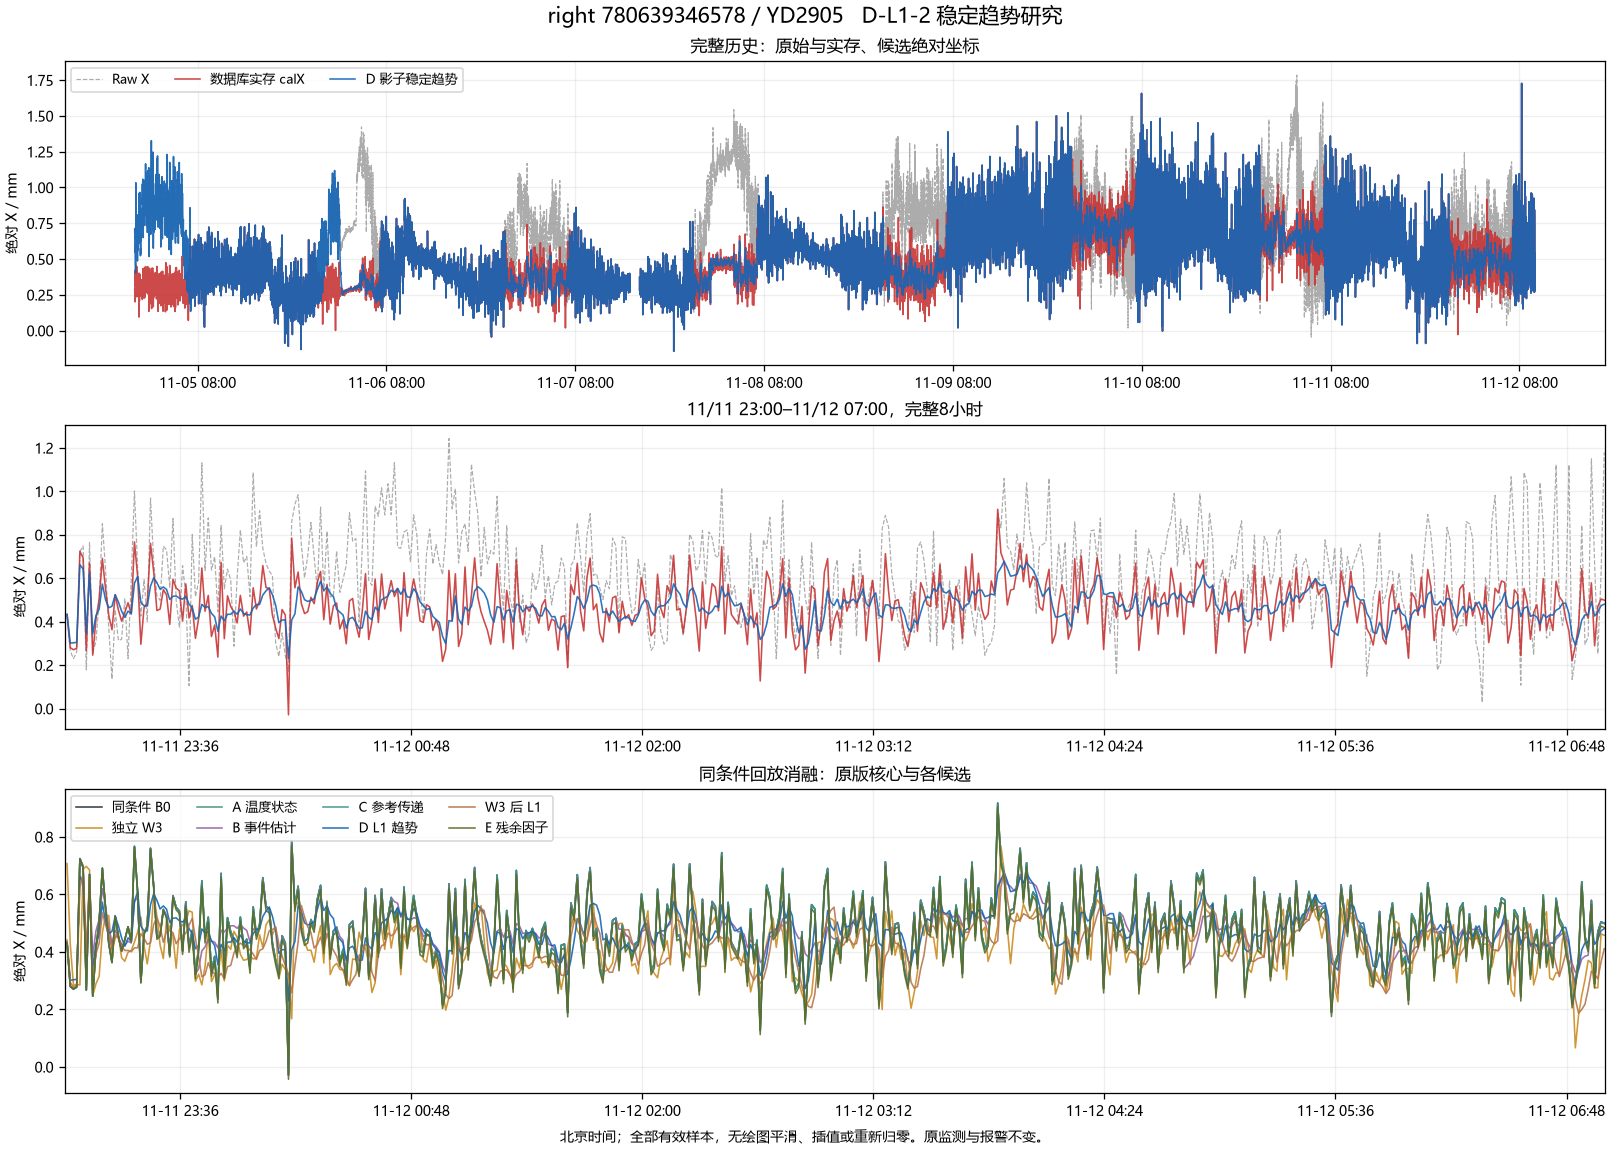 right 780639346578 / YD2905   D-L1-2 稳定趋势研究
完整历史：原始与实存、候选绝对坐标
Raw X
数据库实存 calX
D 影子稳定趋势
绝对 X / mm
1.75
1.50
1.25
1.00
0.75
0.50
0.25
0.00
11-05 08:00
11-06 08:00
11-07 08:00
11-08 08:00
11-09 08:00
11-10 08:00
11-11 08:00
11-12 08:00
11/11 23:00–11/12 07:00，完整8小时
绝对 X / mm
1.2
1.0
0.8
0.6
0.4
0.2
0.0
11-11 23:36
11-12 00:48
11-12 02:00
11-12 03:12
11-12 04:24
11-12 05:36
11-12 06:48
同条件回放消融：原版核心与各候选
同条件 B0
A 温度状态
C 参考传递
W3 后 L1
独立 W3
B 事件估计
D L1 趋势
E 残余因子
绝对 X / mm
0.8
0.6
0.4
0.2
0.0
11-11 23:36
11-12 00:48
11-12 02:00
11-12 03:12
11-12 04:24
11-12 05:36
11-12 06:48
北京时间；全部有效样本，无绘图平滑、插值或重新归零。原监测与报警不变。